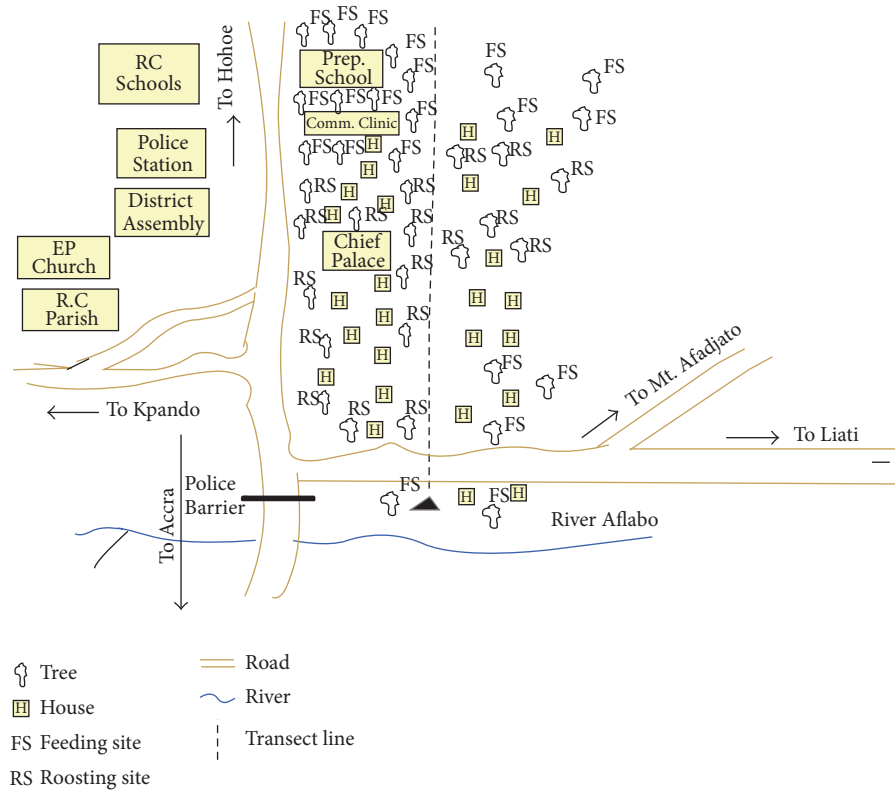 FS FS FS
FS
RC
Schools
Prep.
School
FS
FS
FS
To Hohoe
FS FS FS
Comm. Clinic
FS
FS
FS
H
H
Police
Station
H
FS FS FS
RS RS
H
RS
H
RS H RS
H
District
Assembly
H
RS H RS RS
RS
EP
Church
Chief
Palace
RS
RS
H
R.C
Parish
RS
RS
H
H
H
H
H
RS
RS
H
H
H
H
FS
H
FS
RS
H
H
RS
RS
H
H
FS
To Mt. Afadjato
To Kpando
To Liati
Police
Barrier
To Accra
FS
H
FS
H
River Aflabo
Tree
H House
FS Feeding site
RS Roosting site
Road
River
Transect line